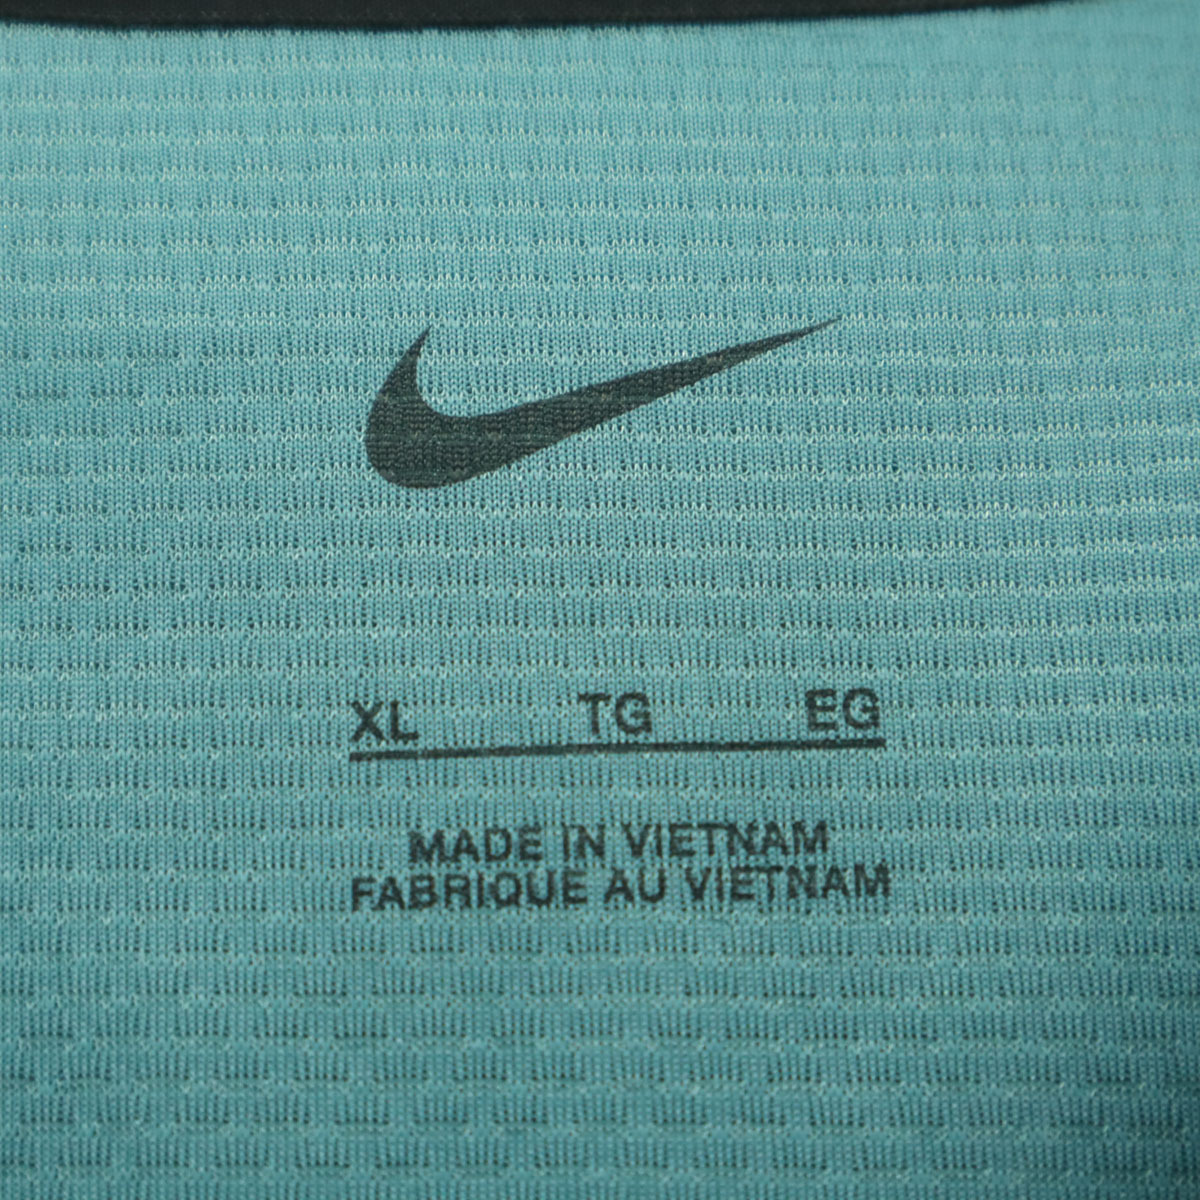 XL TG EG
MADE IN VIETNAM
FABRIQUE AU VIETNAM